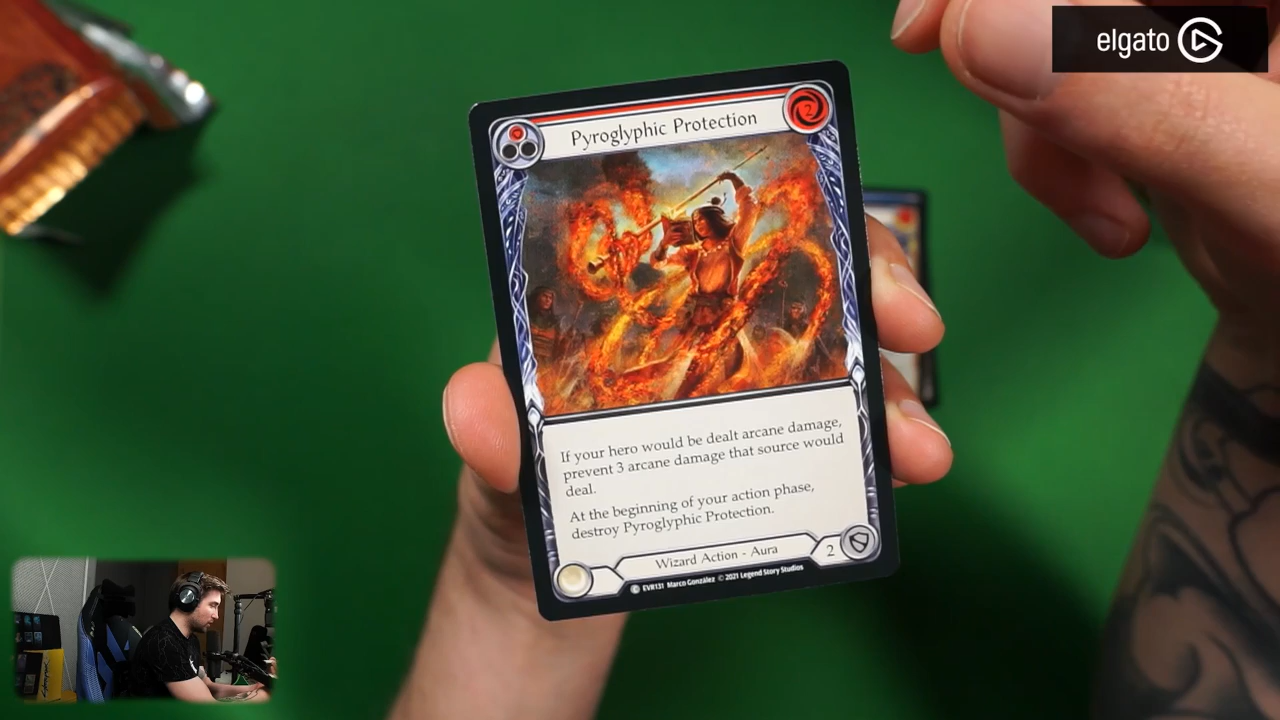 elgato
2
Pyroglyphic Protection
If your hero would be dealt arcane damage,
prevent 3 arcane damage that source would
deal.
At the beginning of your action phase,
destroy Pyroglyphic Protection.
Wizard Action - Aura
2
C EVR131 Marco González © 2021 Legend Story Studios